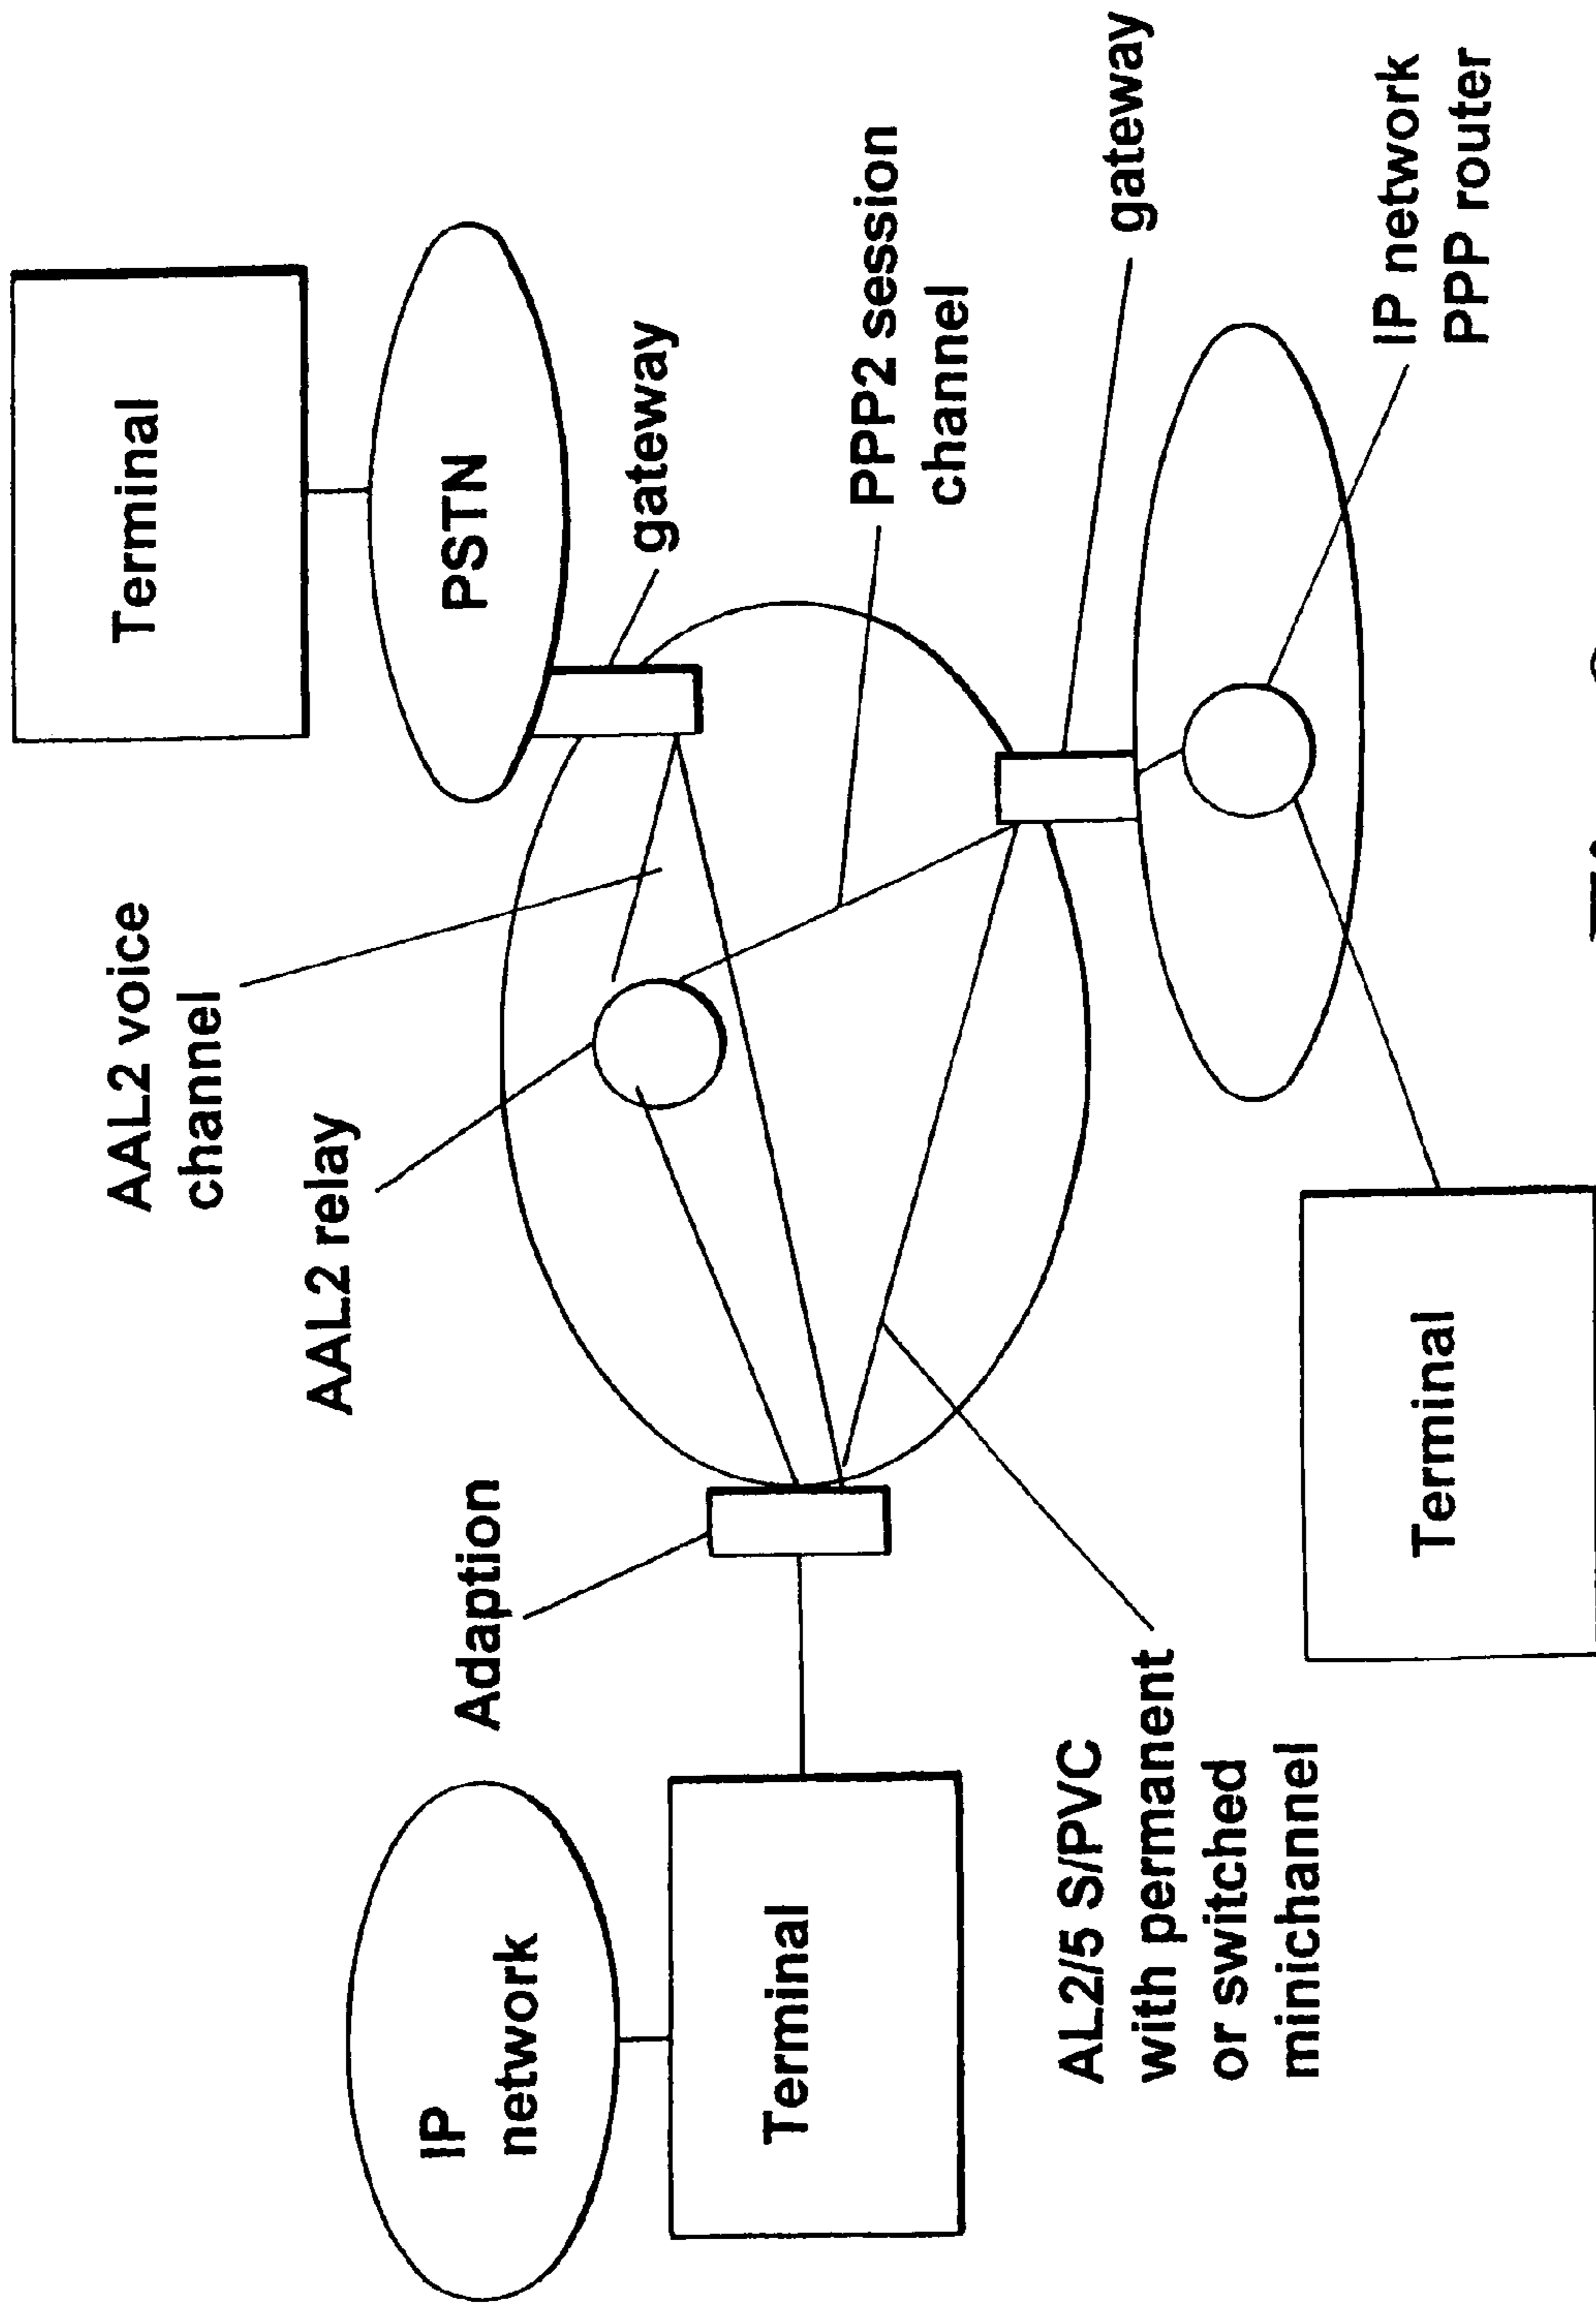 Terminal
PSTN
gateway
AAL2 voice
channel
AAL2 relay
PPP2 session
channel
gateway
Adaption
IP
network
Terminal
AL2/5 S/PVC
with permanent
or switched
minichannel
Terminal
IP network
PPP router